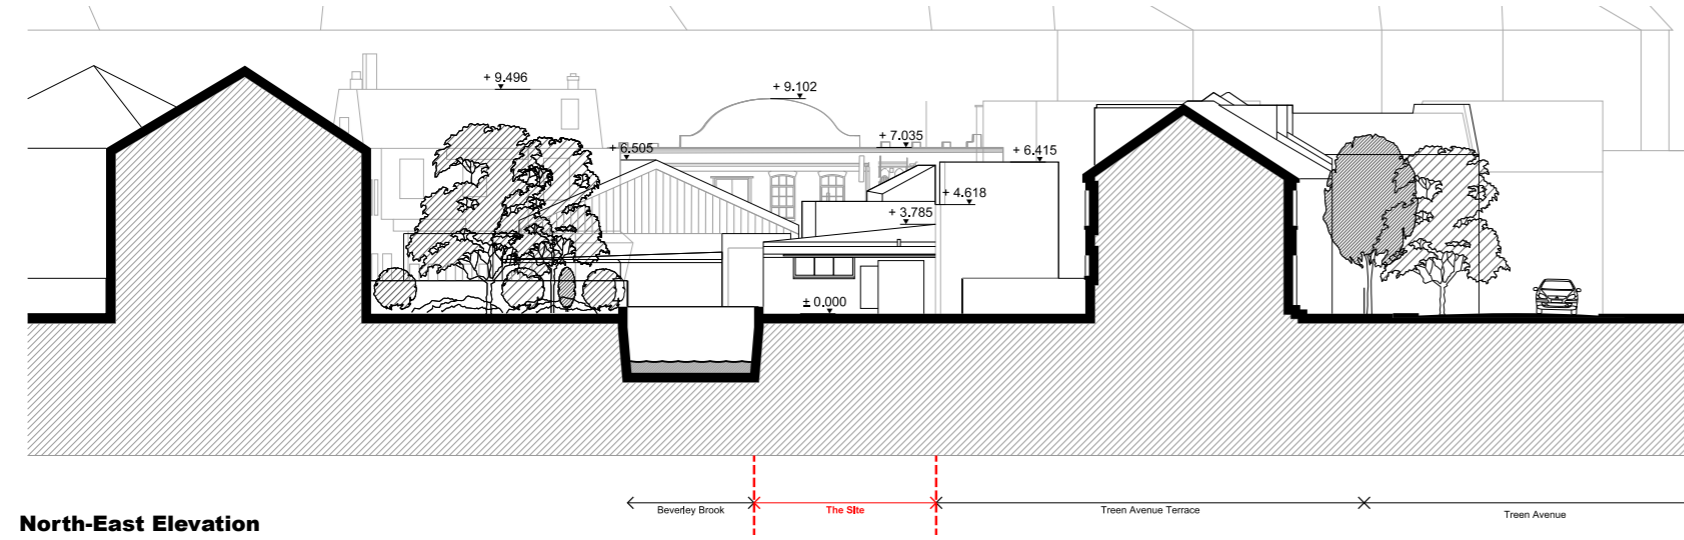 + 9.496
+ 9.102
+ 7.035
+ 6.505
+ 6.415
+ 4.618
+ 3.785
± 0,000
Beverley Brook
The SIte
Treen Avenue Terrace
Treen Avenue
North-East Elevation